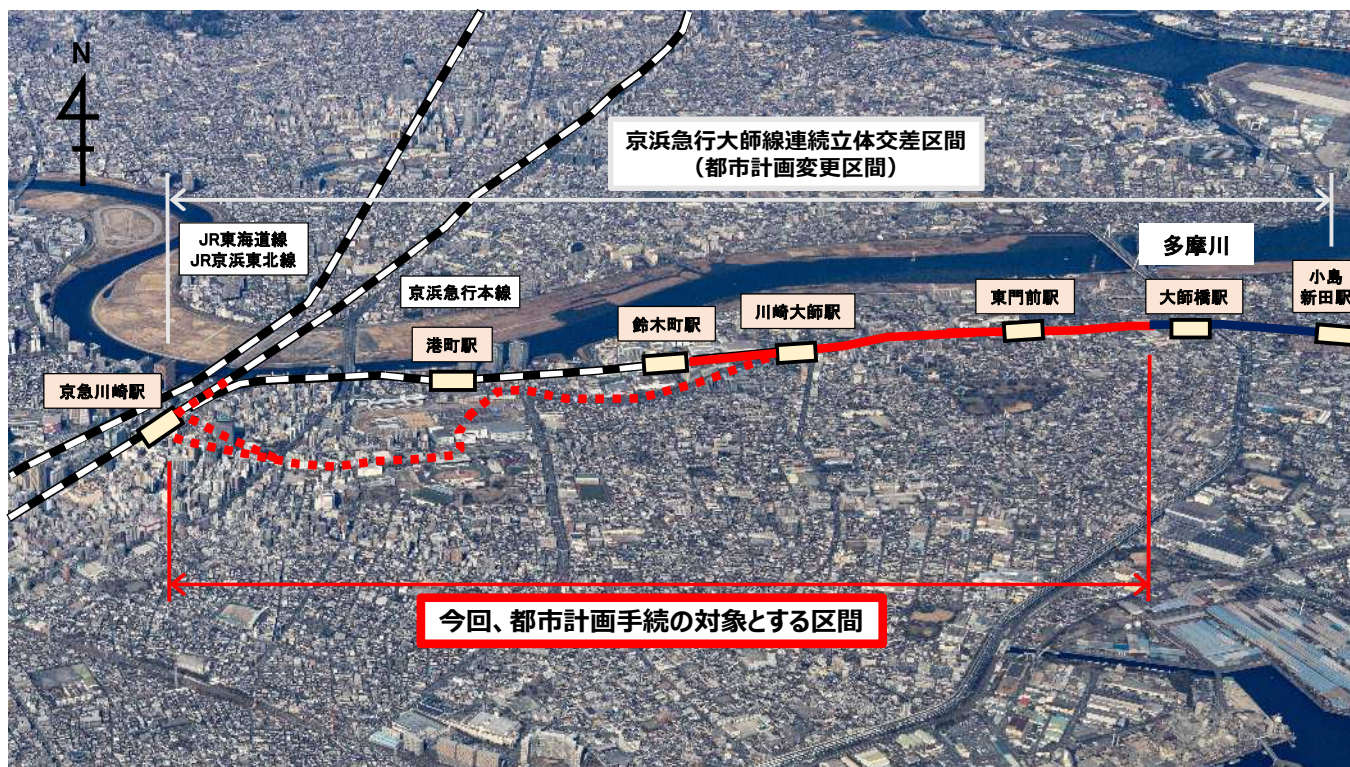 N
京浜急行大師線連続立体交差区間
(都市計画変更区間)
JR東海道線
JR京浜東北線
多摩川
京浜急行本線
小島
新田駅
大師橋駅
東門前駅
川崎大師駅
鈴木町駅
港町駅
京急川崎駅
今回、都市計画手続の対象とする区間